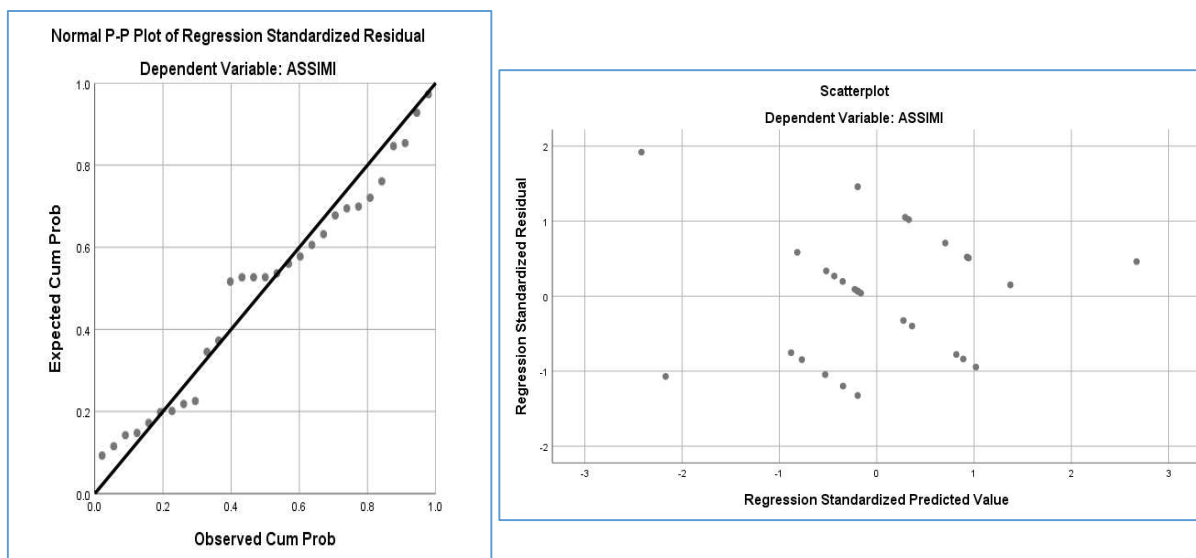 Normal P-P Plot of Regression Standardized Residual
Dependent Variable: ASSIMI
Expected Cum Prob
1.0
0.8
0.6
0.4
0.2
0.0
0.0 0.2 0.4 0.6 0.8 1.0
Observed Cum Prob
Scatterplot
Dependent Variable: ASSIMI
Regression Standardized Residual
2
1
0
-1
-2
-3 -2 -1 0 1 2 3
Regression Standardized Predicted Value